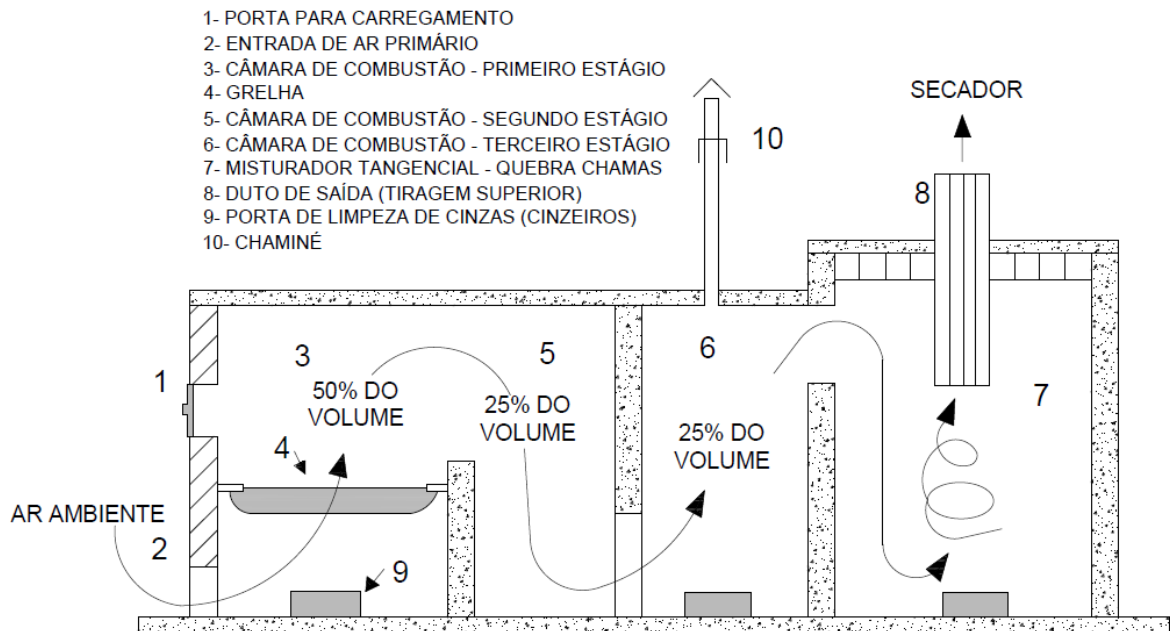 1- PORTA PARA CARREGAMENTO
2- ENTRADA DE AR PRIMÁRIO
3- CÂMARA DE COMBUSTÃO - PRIMEIRO ESTÁGIO
4- GRELHA
5- CÂMARA DE COMBUSTÃO - SEGUNDO ESTÁGIO
6- CÂMARA DE COMBUSTÃO - TERCEIRO ESTÁGIO
7- MISTURADOR TANGENCIAL - QUEBRA CHAMAS
8- DUTO DE SAÍDA (TIRAGEM SUPERIOR)
9- PORTA DE LIMPEZA DE CINZAS (CINZEIROS)
10- CHAMINÉ
SECADOR
10
8
1
3
5
6
7
50% DO
VOLUME
25% DO
VOLUME
25% DO
VOLUME
4
AR AMBIENTE
2
9